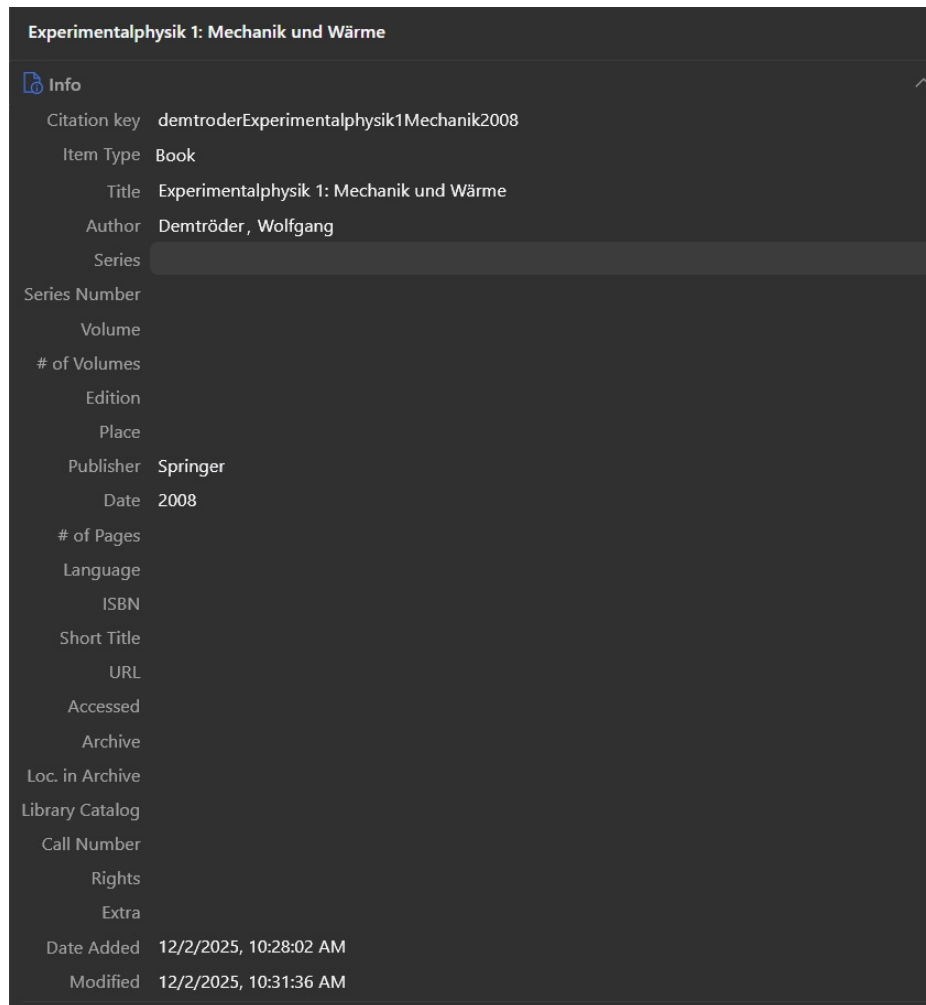 Experimentalphysik 1: Mechanik und Wärme
Info
Citation key demtroderExperimentalphysik1Mechanik2008
Item Type Book
Title Experimentalphysik 1: Mechanik und Wärme
Author Demtröder, Wolfgang
Series
Series Number
Volume
# of Volumes
Edition
Place
Publisher Springer
Date 2008
# of Pages
Language
ISBN
Short Title
URL
Accessed
Archive
Loc. in Archive
Library Catalog
Call Number
Rights
Extra
Date Added 12/2/2025, 10:28:02 AM
Modified 12/2/2025, 10:31:36 AM